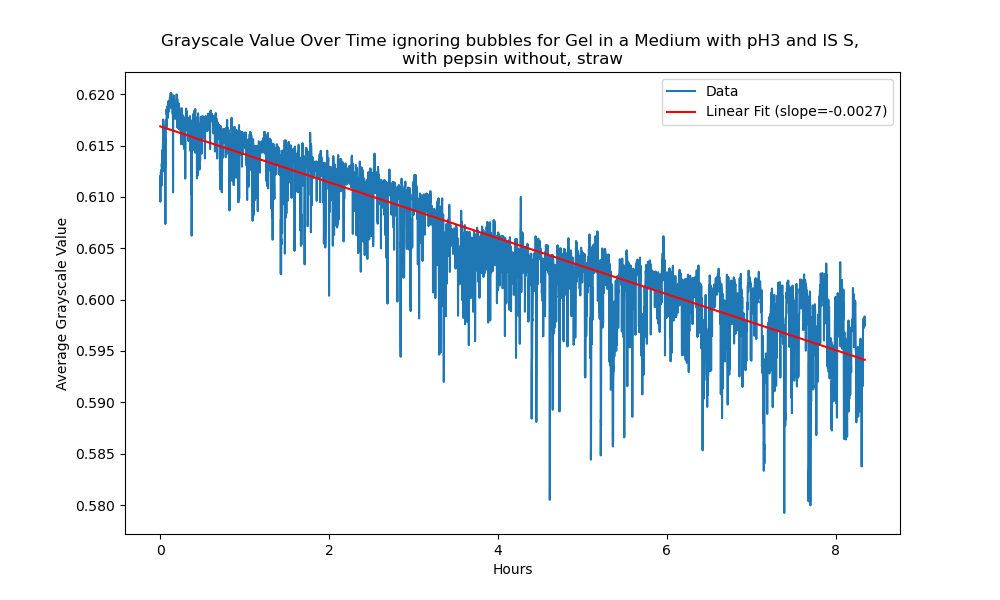 Grayscale Value Over Time ignoring bubbles for Gel in a Medium with pH3 and IS S,
with pepsin without, straw
Data
Linear Fit (slope=-0.0027)
Average Grayscale Value
0.620
0.615
0.610
0.605
0.600
0.595
0.590
0.585
0.580
0 2 4 6 8
Hours